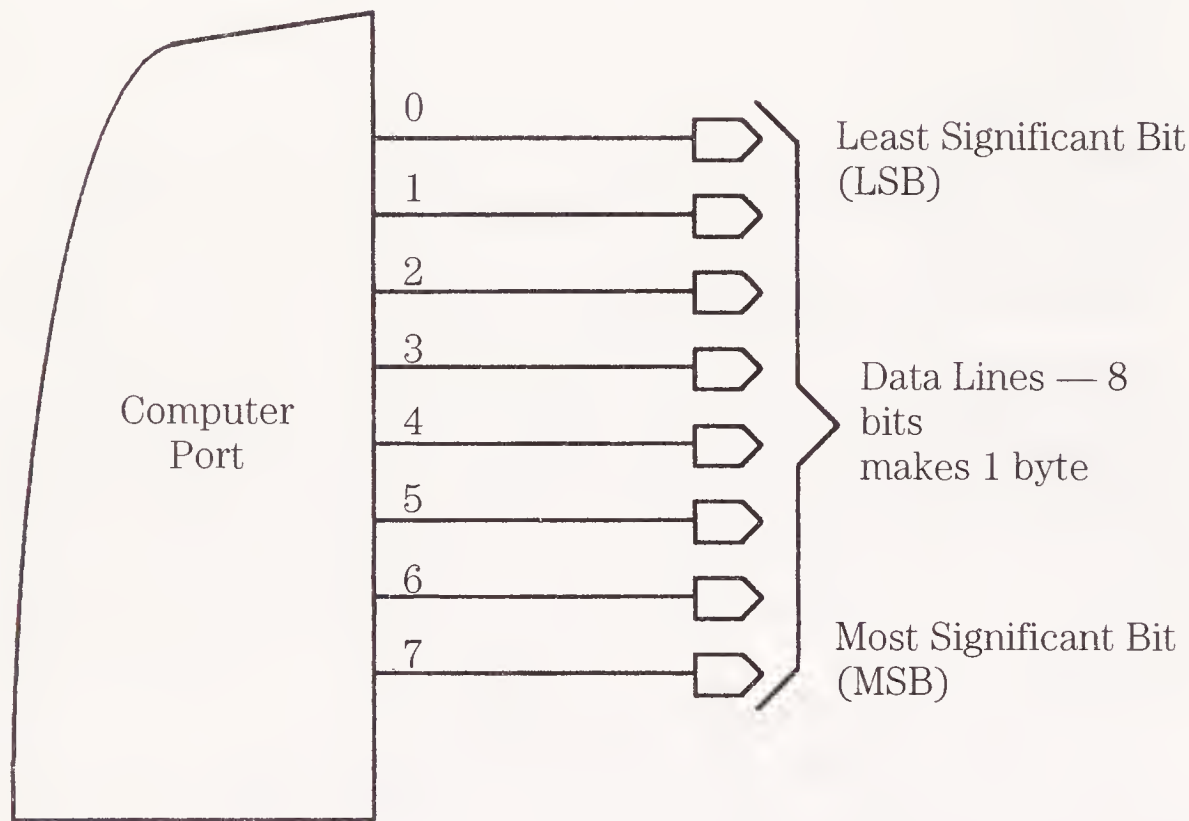 0
Least Significant Bit
(LSB)
1
2
3
Data Lines — 8
bits
makes 1 byte
Computer
Port
4
5
6
Most Significant Bit
(MSB)
7